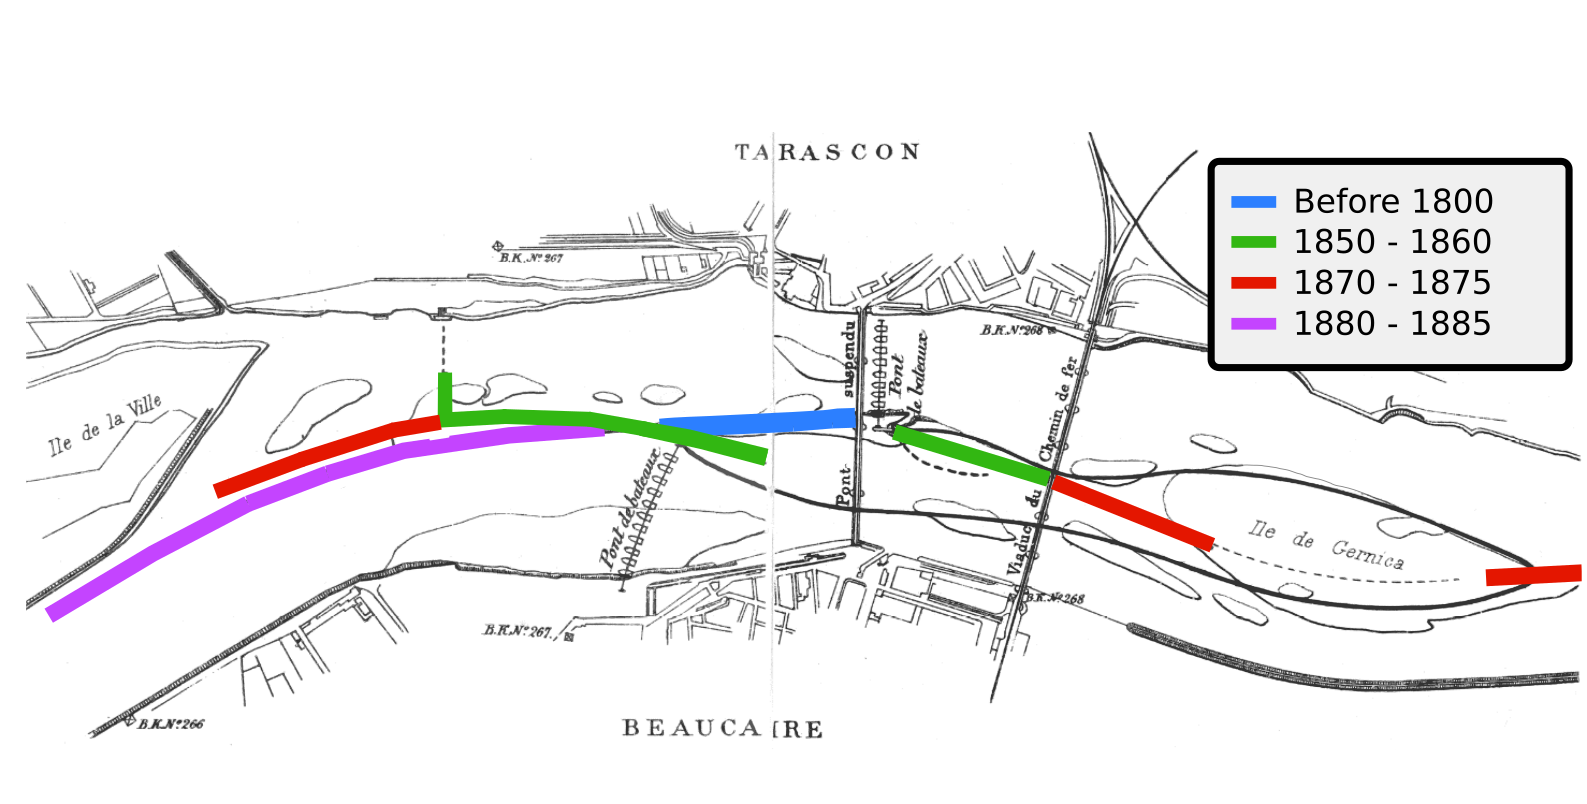 TARASCON
Before 1800
1850 - 1860
1870 - 1875
1880 - 1885
B.K.Nº 267
B.K.Nº 268
Ile de la Ville
Pont suspendu
Pont
de bateaux
Viaduc du Chemin de fer
Pont de bateaux
Ile de Gernica
B.K.Nº 268
B.K.Nº 267.
B.K.Nº 266
BEAUCAIRE